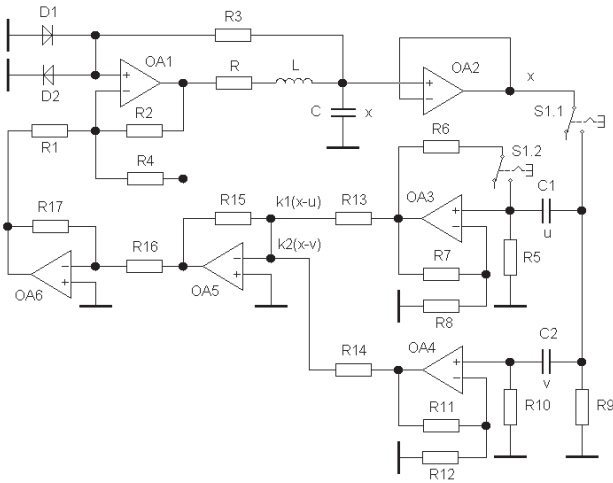 D1
R3
OA1
R
L
OA2
x
D2
C
x
S1.1
R2
R1
R4
R6
S1.2
R15
k1(x-u)
R13
OA3
C1
R17
u
k2(x-v)
R16
R7
R5
OA6
OA5
R8
C2
R14
OA4
v
R11
R10
R9
R12